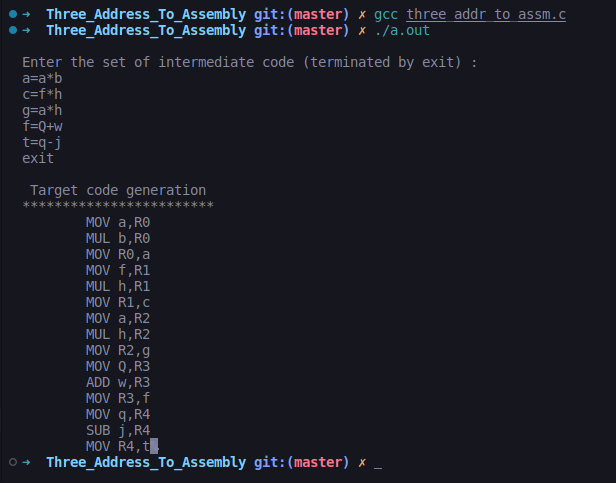 ➜ Three_Address_To_Assembly git:(master) ✗ gcc three_addr_to_assm.c
➜ Three_Address_To_Assembly git:(master) ✗ ./a.out
Enter the set of intermediate code (terminated by exit) :
a=a*b
c=f*h
g=a*h
f=Q+w
t=q-j
exit
Target code generation
************************
MOV a,R0
MUL b,R0
MOV R0,a
MOV f,R1
MUL h,R1
MOV R1,c
MOV a,R2
MUL h,R2
MOV R2,g
MOV Q,R3
ADD w,R3
MOV R3,f
MOV q,R4
SUB j,R4
MOV R4,t
➜ Three_Address_To_Assembly git:(master) ✗ _